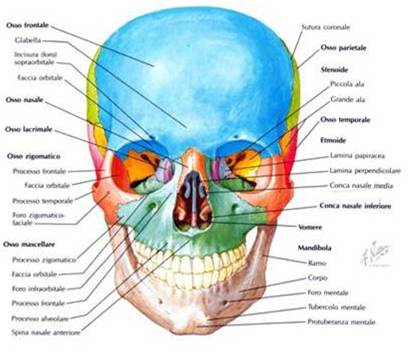 Osso frontale
Glabella
Incisura (foro)
sopraorbitale
Faccia orbitale
Osso nasale
Osso lacrimale
Osso zigomatico
Processo frontale
Faccia orbitale
Processo temporale
Foro zigomatico-
faciale
Osso mascellare
Processo zigomatico
Faccia orbitale
Foro infraorbitale
Processo frontale
Processo alveolare
Spina nasale anteriore
Sutura coronale
Osso parietale
Sfenoide
Piccola ala
Grande ala
Osso temporale
Etmoide
Lamina papiracea
Lamina perpendicolare
Conca nasale media
Conca nasale inferiore
Vomere
Mandibola
Ramo
Corpo
Foro mentale
Tubercolo mentale
Protuberanza mentale